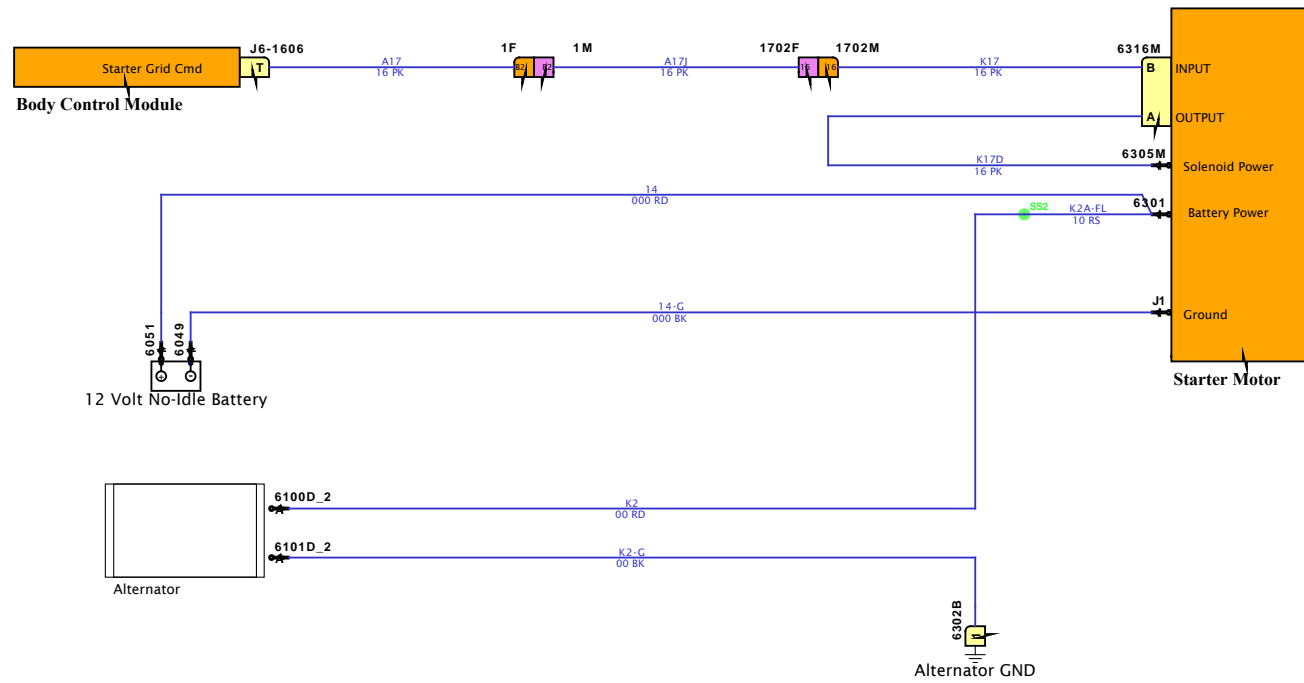 J6-1606
1F
1M
1702F
1702M
6316M
Starter Grid Cmd
T
A17
16 PK
A17J
16 PK
16
K17
16 PK
B
INPUT
Body Control Module
A
OUTPUT
6305M
K17D
16 PK
Solenoid Power
14
000 RD
6301
SS2
K2A-FL
10 RS
Battery Power
14-G
000 BK
J1
Ground
6051
6049
+
-
12 Volt No-Idle Battery
Starter Motor
6100D_2
A
K2
00 RD
6101D_2
A
K2-G
00 BK
Alternator
6302B
Alternator GND